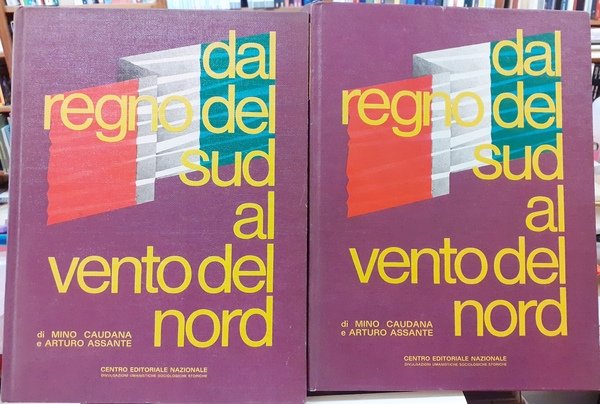 dal
regno del
sud
al
vento del
nord
di MINO CAUDANA
e ARTURO ASSANTE
CENTRO EDITORIALE NAZIONALE
DIVULGAZIONI UMANISTICHE SOCIOLOGICHE STORICHE
dal
regno del
sud
al
vento del
nord
di MINO CAUDANA
e ARTURO ASSANTE
CENTRO EDITORIALE NAZIONALE
DIVULGAZIONI UMANISTICHE SOCIOLOGICHE STORICHE